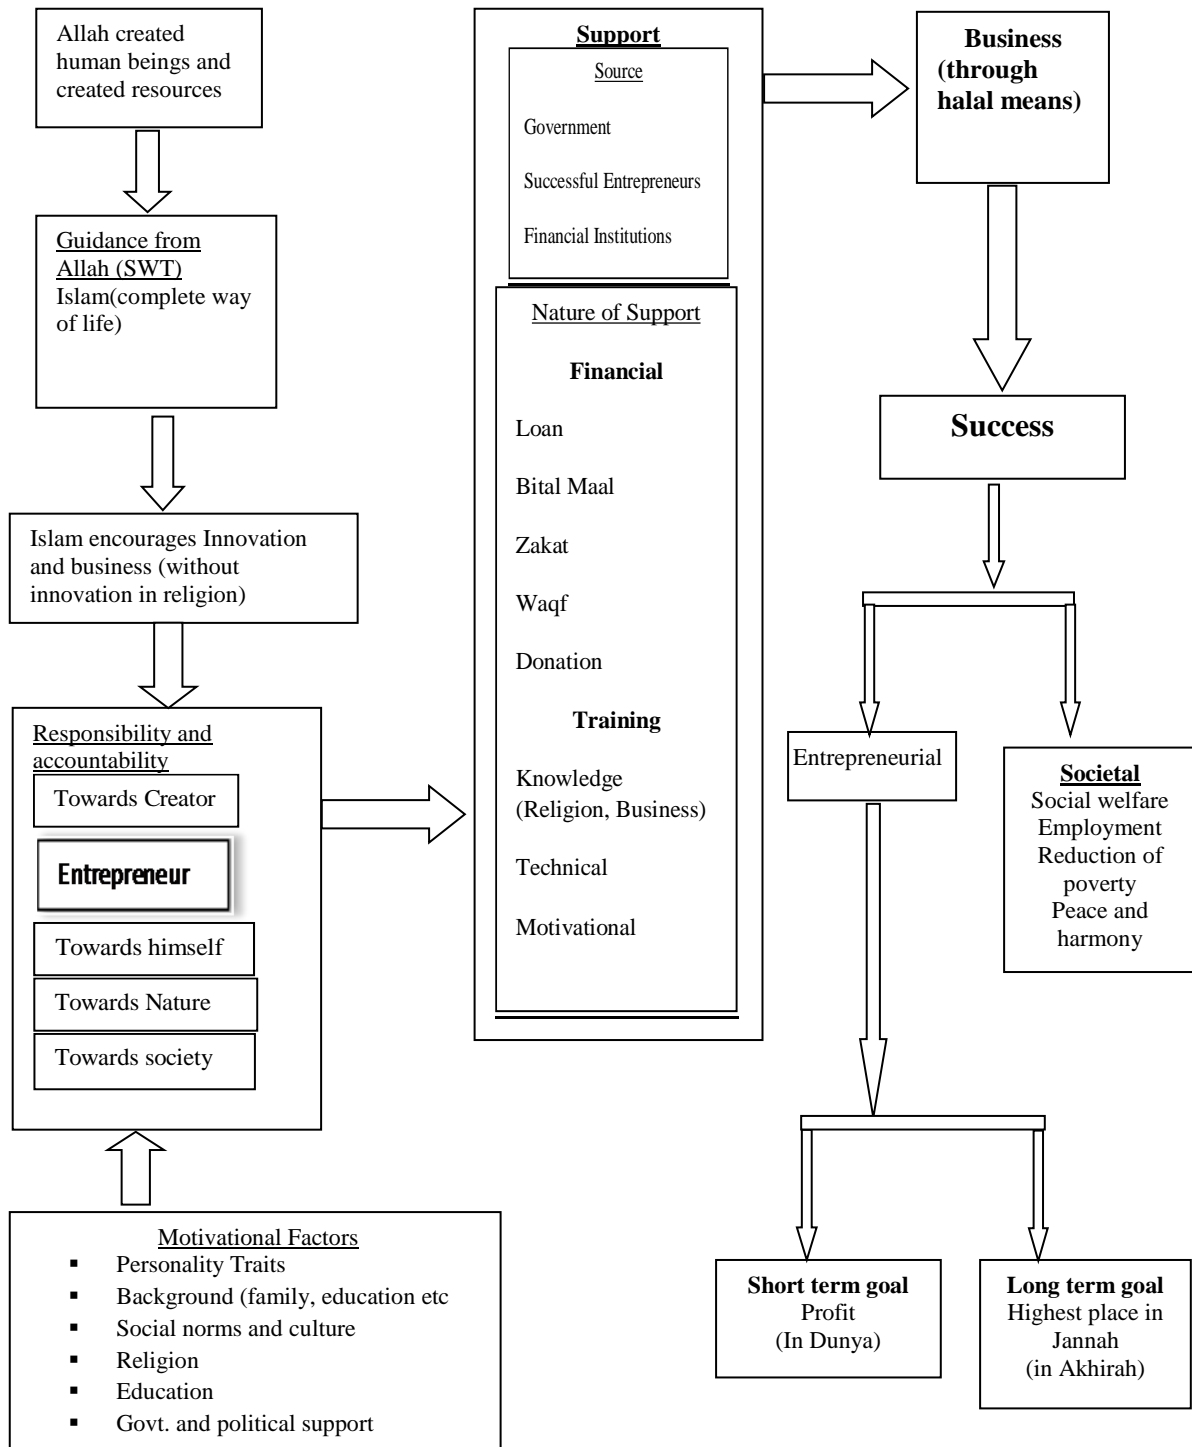 Allah created
human beings and
created resources
Guidance from
Allah (SWT)
Islam(complete way
of life)
Islam encourages Innovation
and business (without
innovation in religion)
Responsibility and
accountability
Towards Creator
Entrepreneur
Towards himself
Towards Nature
Towards society
Motivational Factors
▪ Personality Traits
▪ Background (family, education etc
▪ Social norms and culture
▪ Religion
▪ Education
▪ Govt. and political support
Support
Source
Government
Successful Entrepreneurs
Financial Institutions
Nature of Support
Financial
Loan
Bital Maal
Zakat
Waqf
Donation
Training
Knowledge
(Religion, Business)
Technical
Motivational
Business
(through
halal means)
Success
Entrepreneurial
Societal
Social welfare
Employment
Reduction of
poverty
Peace and
harmony
Short term goal
Profit
(In Dunya)
Long term goal
Highest place in
Jannah
(in Akhirah)